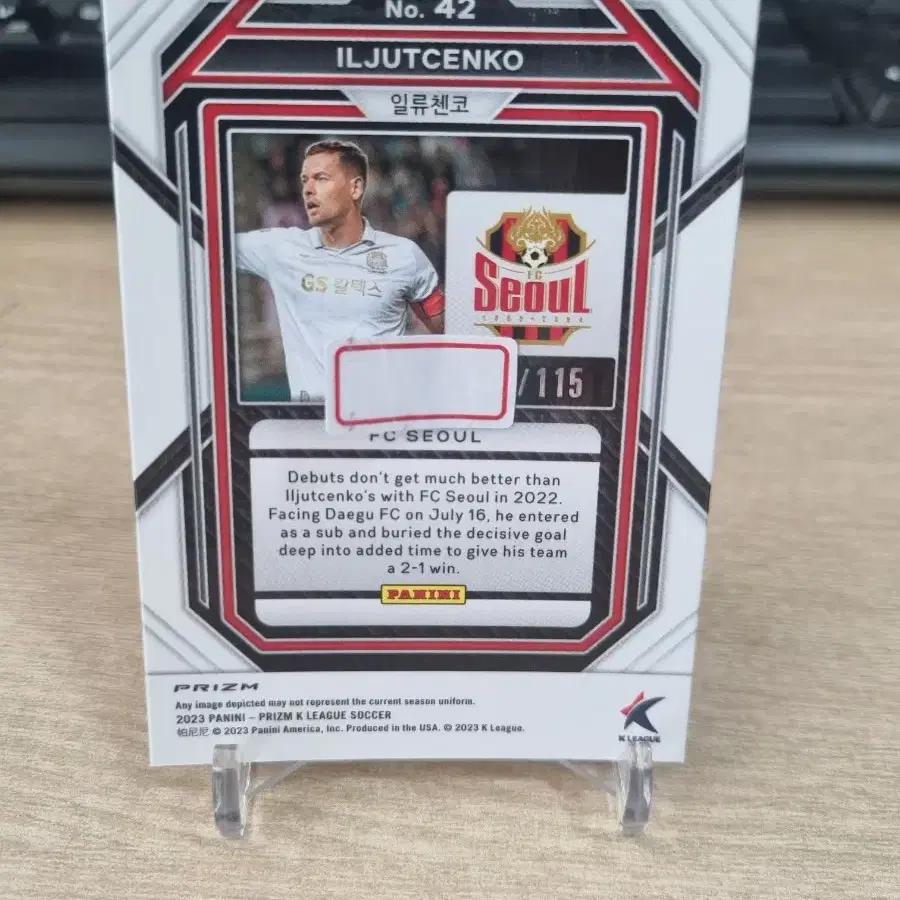 No. 42
ILJUTCENKO
일류첸코
GS 칼텍스
FC
Seoul
/115
FC SEOUL
Debuts don't get much better than
Iljutcenko's with FC Seoul in 2022.
Facing Daegu FC on July 16, he entered
as a sub and buried the decisive goal
deep into added time to give his team
a 2-1 win.
PANINI
PRIZM
Any image depicted may not represent the current season uniform.
2023 PANINI – PRIZM K LEAGUE SOCCER
帕尼尼 © 2023 Panini America, Inc. Produced in the USA. © 2023 K League.
K LEAGUE